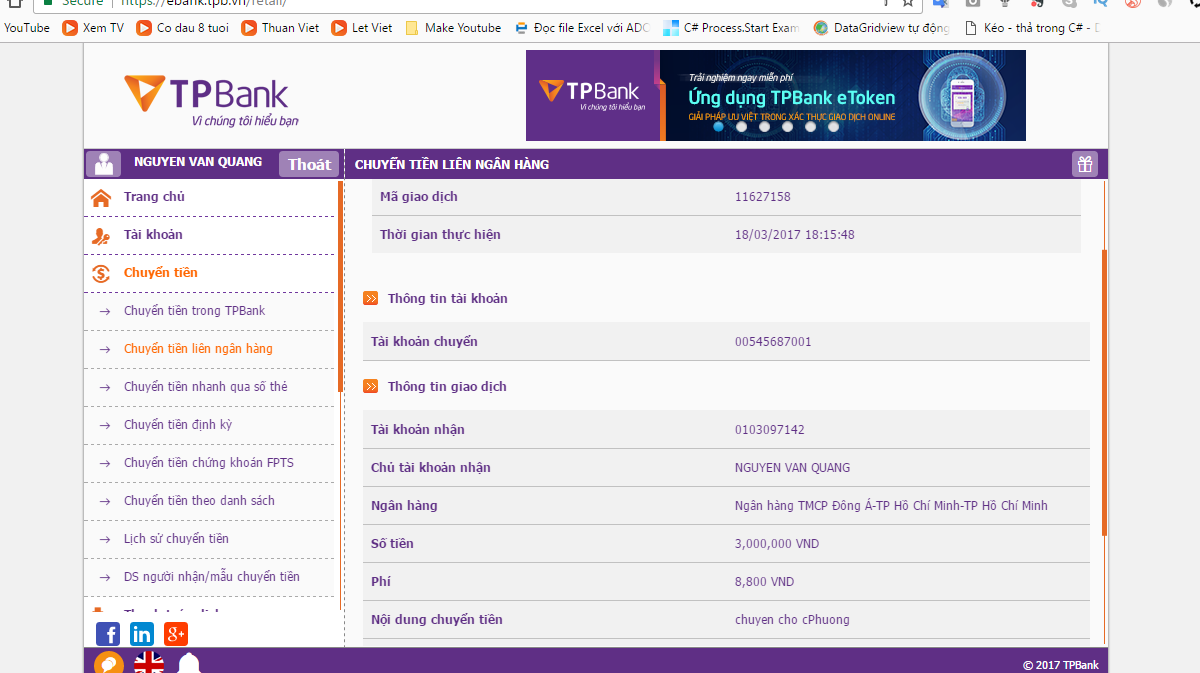 Secure https://ebank.tpb.vn/retail/
YouTube Xem TV Co dau 8 tuoi Thuan Viet Let Viet Make Youtube Đọc file Excel với ADO C# Process.Start Exam DataGridview tự động Kéo - thả trong C# - D
TPBank
Vì chúng tôi hiểu bạn
TPBank
Vì chúng tôi hiểu bạn
Trải nghiệm ngay miễn phí
Ứng dụng TPBank eToken
GIẢI PHÁP ƯU VIỆT TRONG XÁC THỰC GIAO DỊCH ONLINE
NGUYEN VAN QUANG Thoát
CHUYỂN TIỀN LIÊN NGÂN HÀNG
Trang chủ
Tài khoản
Chuyển tiền
Chuyển tiền trong TPBank
Chuyển tiền liên ngân hàng
Chuyển tiền nhanh qua số thẻ
Chuyển tiền định kỳ
Chuyển tiền chứng khoán FPTS
Chuyển tiền theo danh sách
Lịch sử chuyển tiền
DS người nhận/mẫu chuyển tiền
Mã giao dịch 11627158
Thời gian thực hiện 18/03/2017 18:15:48
Thông tin tài khoản
Tài khoản chuyển 00545687001
Thông tin giao dịch
Tài khoản nhận 0103097142
Chủ tài khoản nhận NGUYEN VAN QUANG
Ngân hàng Ngân hàng TMCP Đông Á-TP Hồ Chí Minh-TP Hồ Chí Minh
Số tiền 3,000,000 VND
Phí 8,800 VND
Nội dung chuyển tiền chuyen cho cPhuong
f in g+
© 2017 TPBank